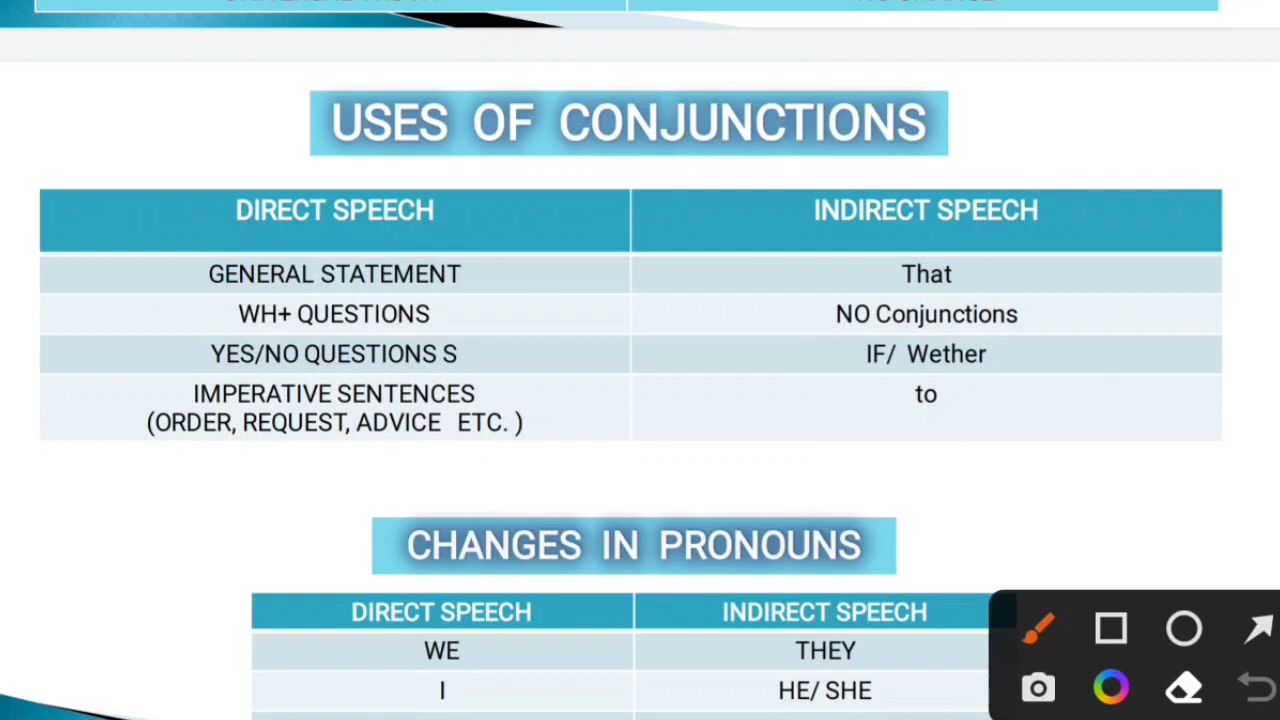 USES OF CONJUNCTIONS
DIRECT SPEECH INDIRECT SPEECH
GENERAL STATEMENT That
WH+ QUESTIONS NO Conjunctions
YES/NO QUESTIONS S IF/ Wether
IMPERATIVE SENTENCES to
(ORDER, REQUEST, ADVICE ETC. )
CHANGES IN PRONOUNS
DIRECT SPEECH INDIRECT SPEECH
WE THEY
I HE/ SHE